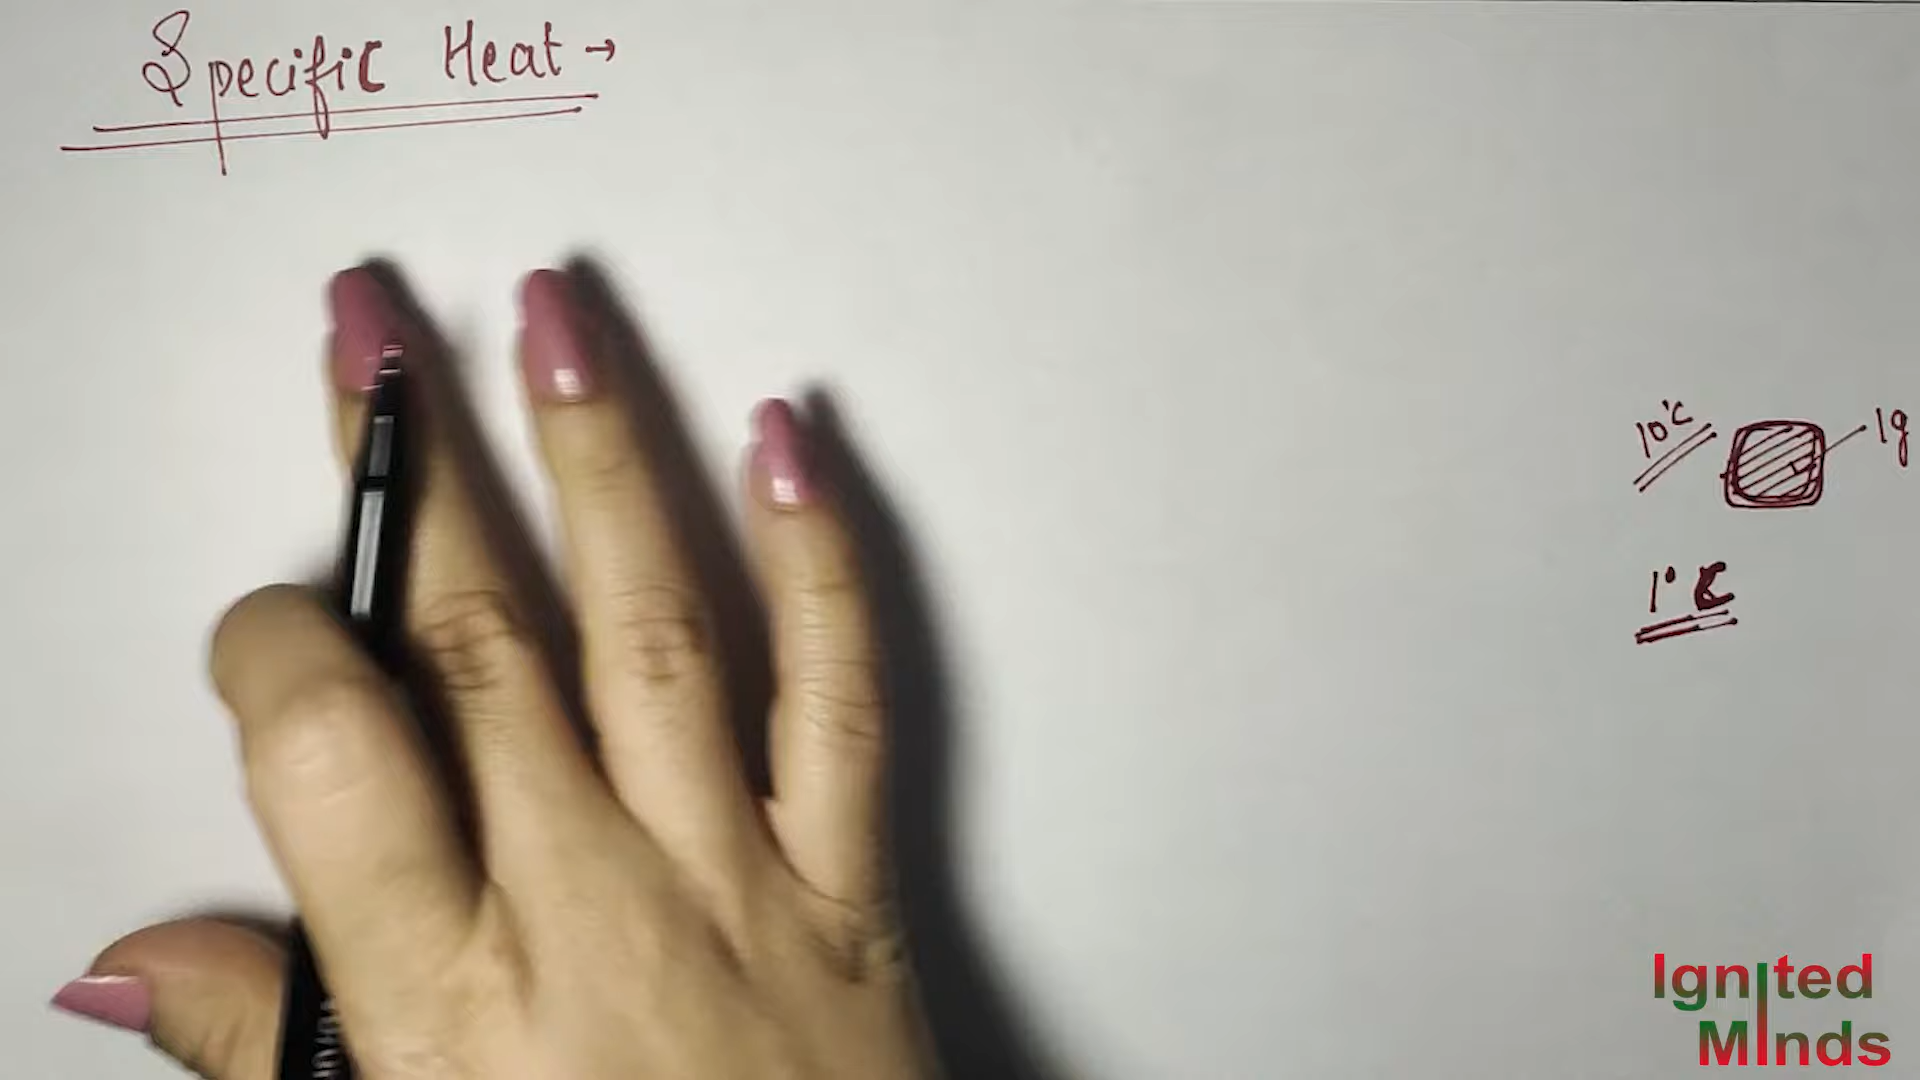 Specific Heat →
10°C
1g
1°C
Ignited
Minds